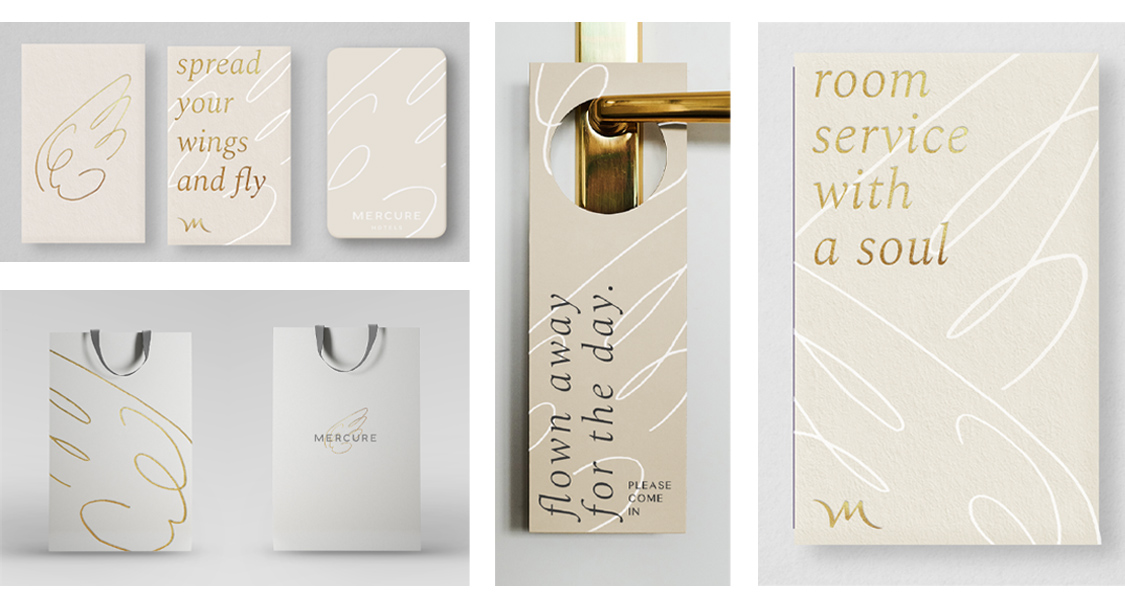 spread
your
wings
and fly
M
MERCURE
HOTELS
MERCURE
flown away
for the day.
PLEASE
COME
IN
room
service
with
a soul
M